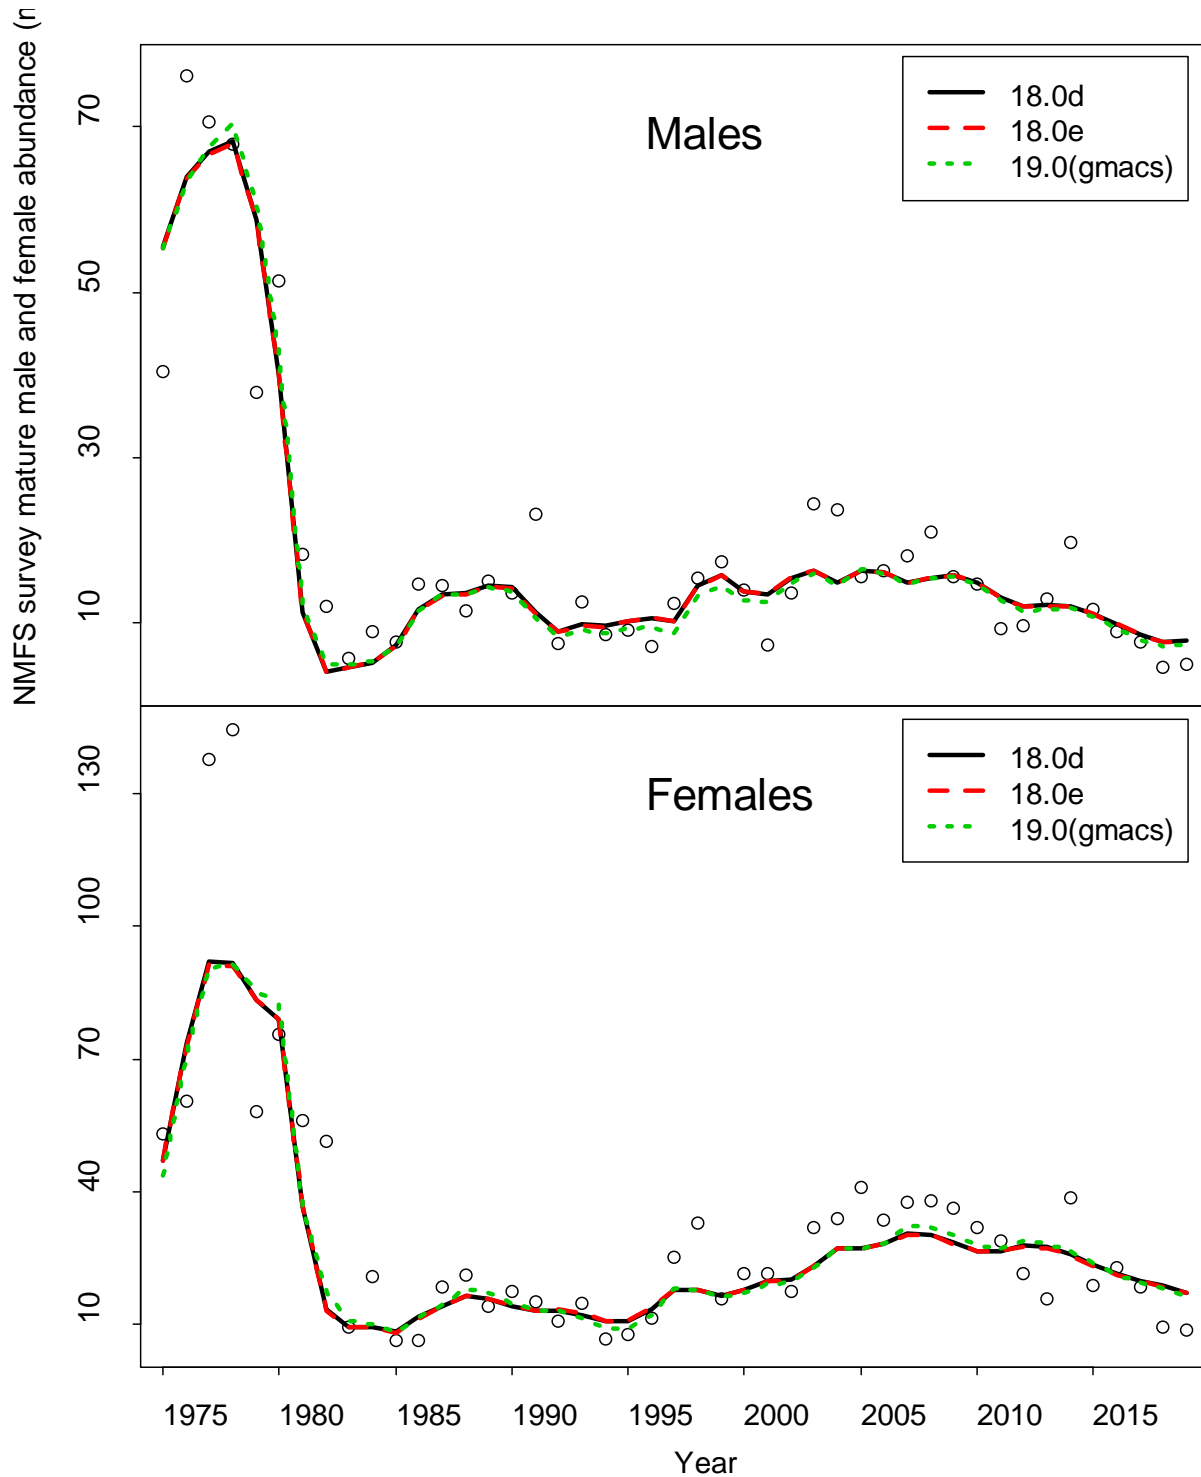 NMFS survey mature male and female abundance (
70
50
30
10
Males
18.0d
18.0e
19.0(gmacs)
130
100
70
40
10
Females
18.0d
18.0e
19.0(gmacs)
1975 1980 1985 1990 1995 2000 2005 2010 2015
Year